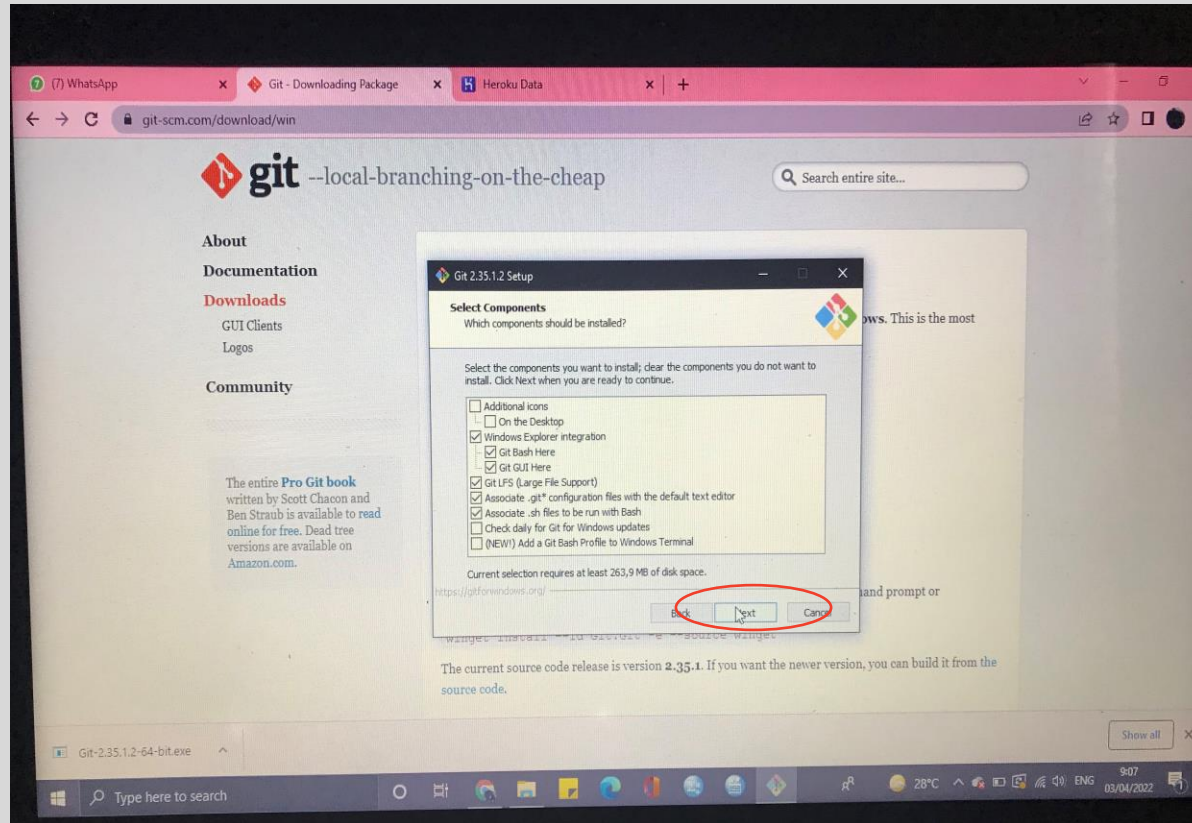 (7) WhatsApp
Git - Downloading Package
Heroku Data
git-scm.com/download/win
git --local-branching-on-the-cheap
Search entire site...
About
Documentation
Downloads
GUI Clients
Logos
Community
The entire Pro Git book
written by Scott Chacon and
Ben Straub is available to read
online for free. Dead tree
versions are available on
Amazon.com.
Git 2.35.1.2 Setup
Select Components
Which components should be installed?
ows. This is the most
Select the components you want to install; clear the components you do not want to
install. Click Next when you are ready to continue.
Additional icons
On the Desktop
Windows Explorer integration
Git Bash Here
Git GUI Here
Git LFS (Large File Support)
Associate .git* configuration files with the default text editor
Associate .sh files to be run with Bash
Check daily for Git for Windows updates
(NEW!) Add a Git Bash Profile to Windows Terminal
Current selection requires at least 263,9 MB of disk space.
https://gitforwindows.org/
Back Next Cancel
and prompt or
winget install --id Git.Git -e --source winget
The current source code release is version 2.35.1. If you want the newer version, you can build it from the
source code.
Git-2.35.1.2-64-bit.exe
Show all
Type here to search
28°C
ENG
9:07
03/04/2022